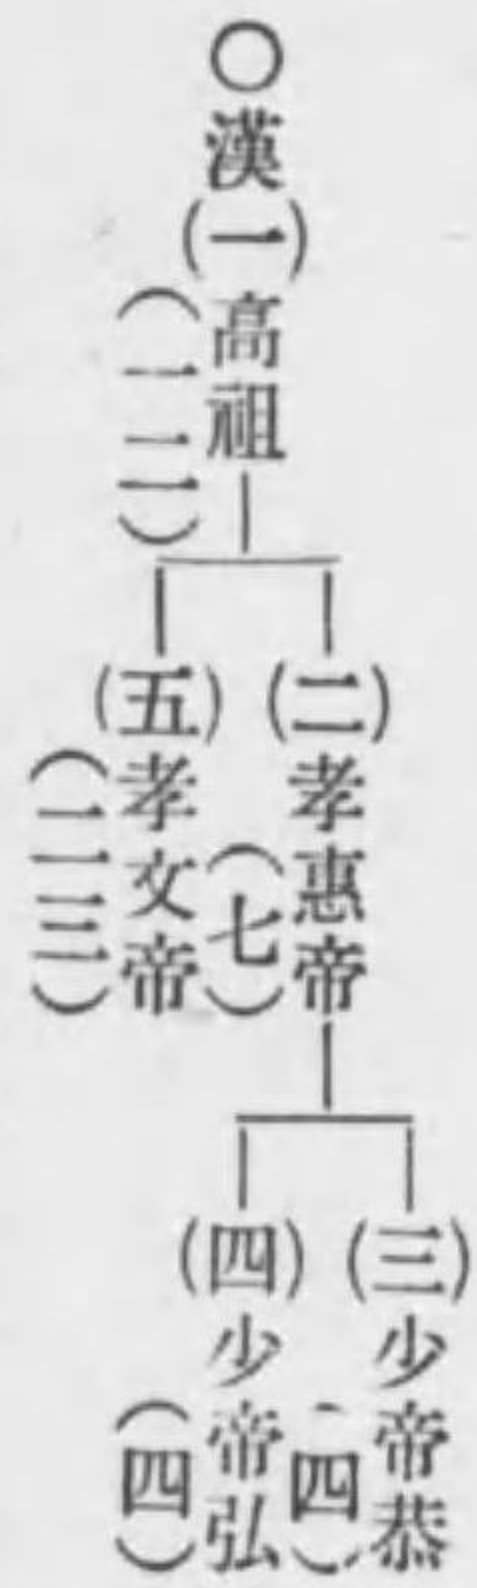 ○漢(一)高祖
(一二)
(二)孝惠帝
(七)
(五)孝文帝
(二三)
(三)少帝恭
(四)
(四)少帝弘
(四)